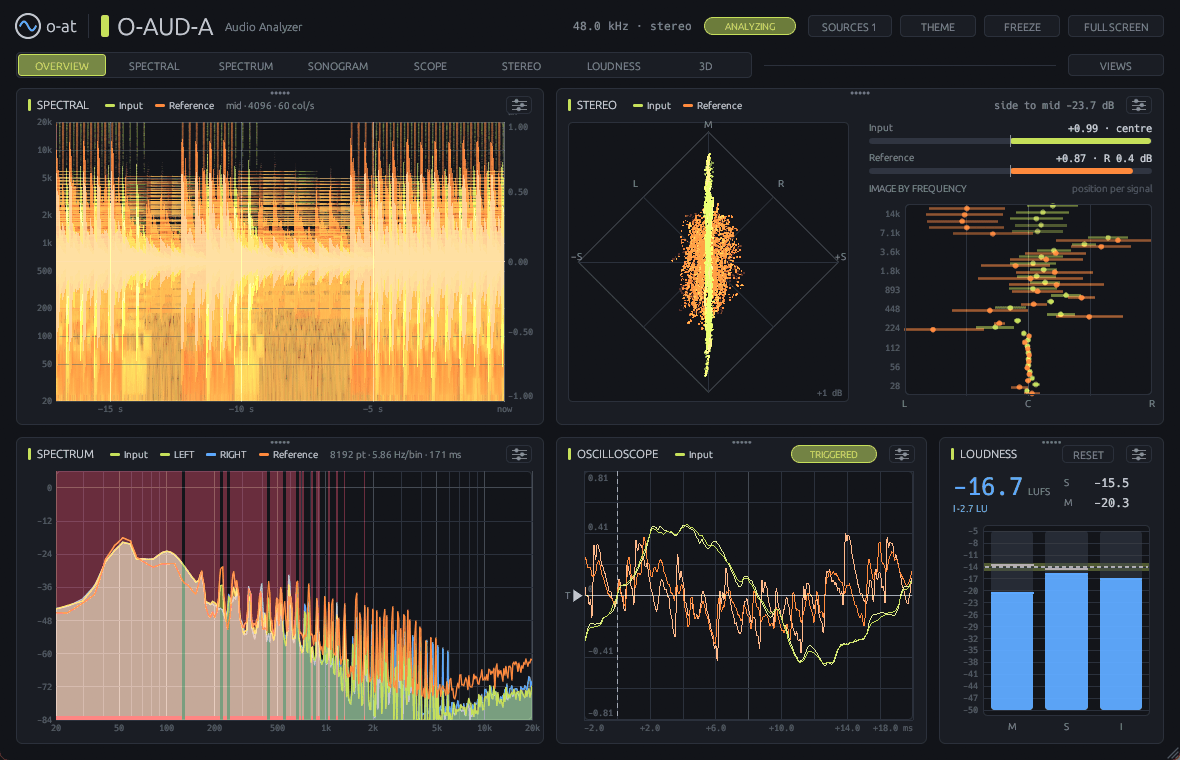 o-at O-AUD-A Audio Analyzer 48.0 kHz · stereo ANALYZING SOURCES 1 THEME FREEZE FULL SCREEN
OVERVIEW SPECTRAL SPECTRUM SONOGRAM SCOPE STEREO LOUDNESS 3D VIEWS
SPECTRAL Input Reference mid · 4096 · 60 col/s
20k
10k
5k
2k
1k
500
200
100
50
20
1.00
0.50
0.00
-0.50
-1.00
-15 s -10 s -5 s now
STEREO Input Reference side to mid -23.7 dB
M
L R
-S +S
+1 dB
Input +0.99 · centre
Reference +0.87 · R 0.4 dB
IMAGE BY FREQUENCY position per signal
14k
7.1k
3.6k
1.8k
893
448
224
112
56
28
L C R
SPECTRUM Input LEFT RIGHT Reference 8192 pt · 5.86 Hz/bin · 171 ms
0
-12
-24
-36
-48
-60
-72
-84
20 50 100 200 500 1k 2k 5k 10k 20k
OSCILLOSCOPE Input TRIGGERED
0.81
0.41
T
-0.41
-0.81
-2.0 +2.0 +6.0 +10.0 +14.0 +18.0 ms
LOUDNESS RESET
-16.7 LUFS
I -2.7 LU
S -15.5
M -20.3
-5
-8
-11
-14
-17
-20
-23
-26
-29
-32
-35
-38
-41
-44
-47
-50
M S I